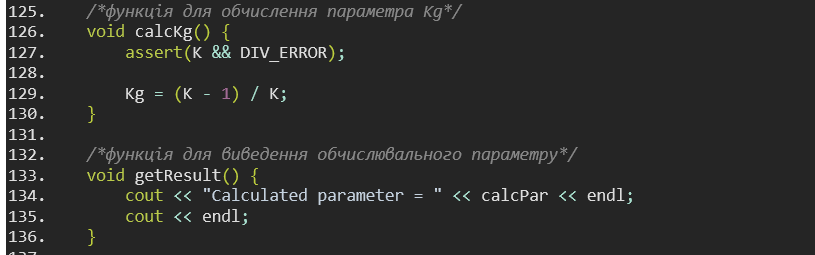 125.    /*функція для обчислення параметра Kg*/
126.    void calcKg() {
127.        assert(K && DIV_ERROR);
128.
129.        Kg = (K - 1) / K;
130.    }
131.
132.    /*функція для виведення обчислювального параметру*/
133.    void getResult() {
134.        cout << "Calculated parameter = " << calcPar << endl;
135.        cout << endl;
136.    }